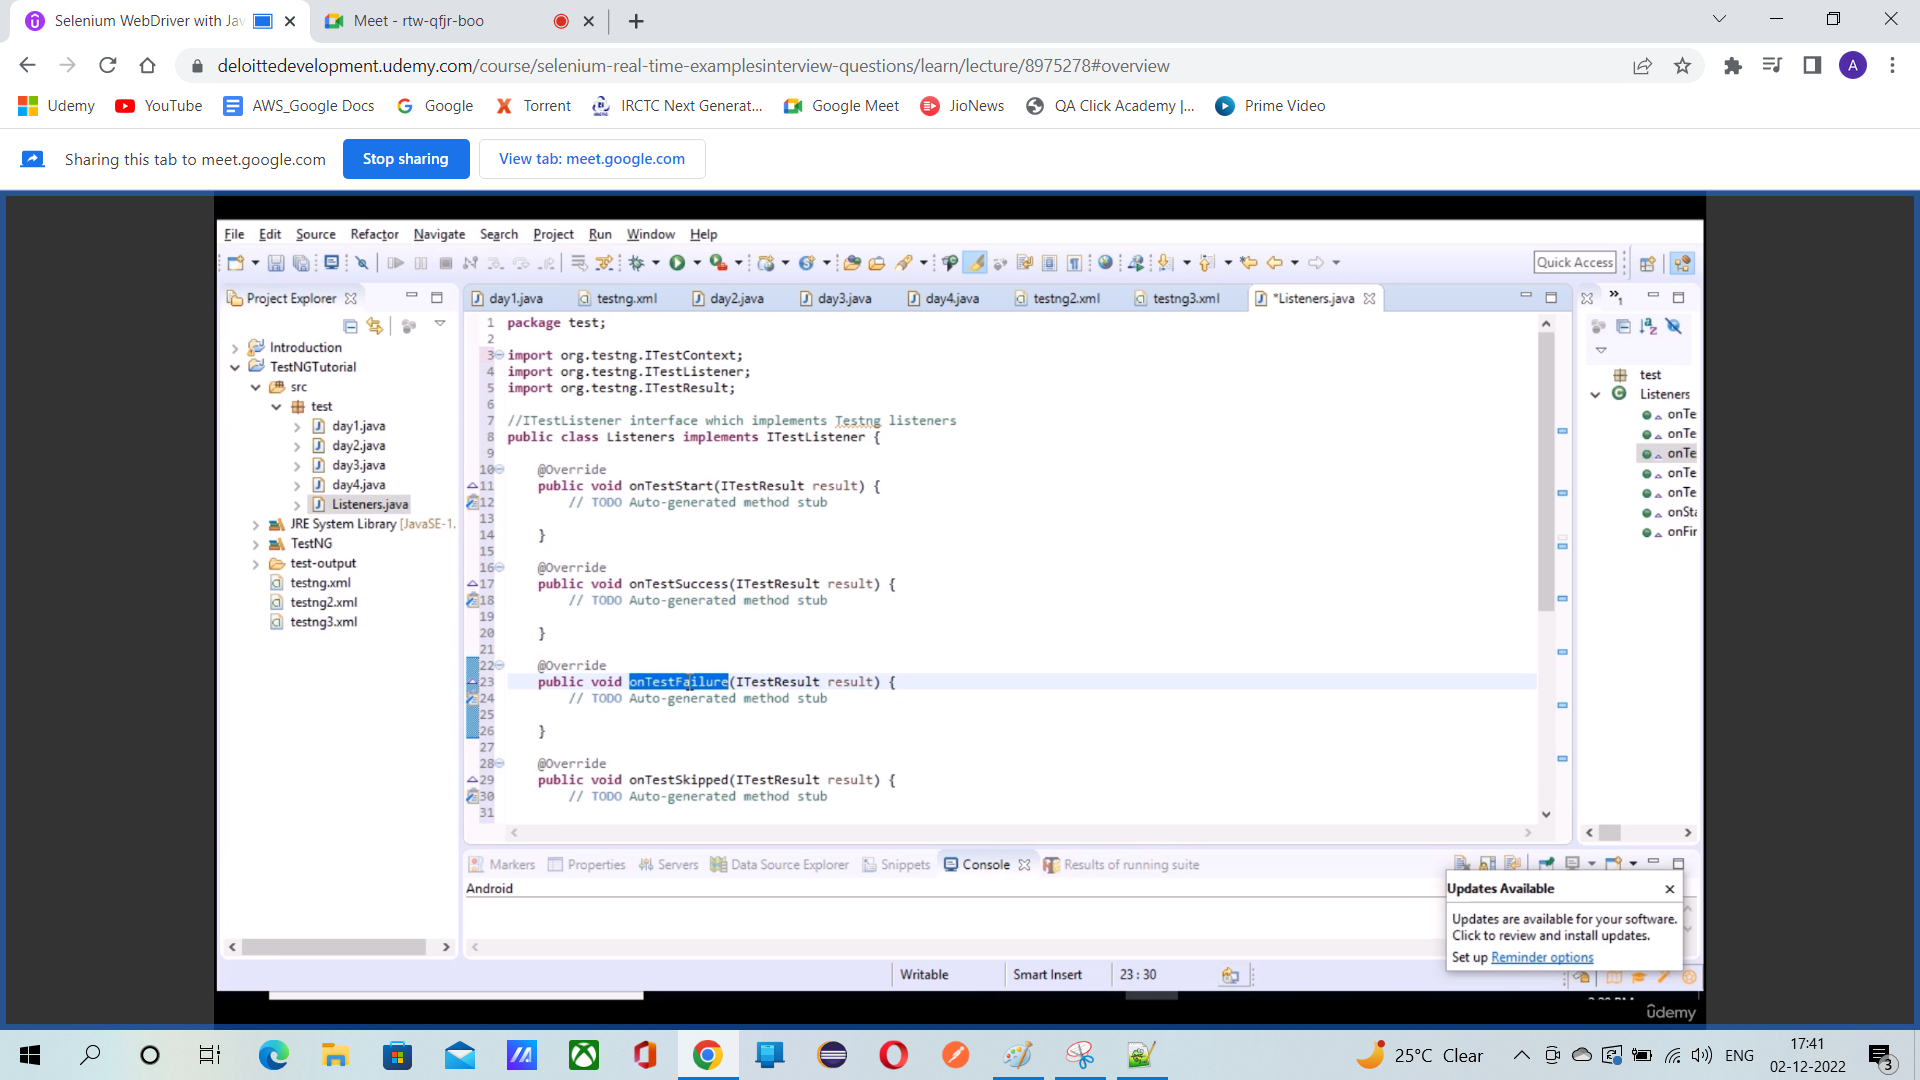 Selenium WebDriver with Jav
Meet - rtw-qfjr-boo
deloittedevelopment.udemy.com/course/selenium-real-time-examplesinterview-questions/learn/lecture/8975278#overview
A
Udemy YouTube AWS_Google Docs Google Torrent IRCTC Next Generat... Google Meet JioNews QA Click Academy |... Prime Video
Sharing this tab to meet.google.com Stop sharing View tab: meet.google.com
File Edit Source Refactor Navigate Search Project Run Window Help
Quick Access
Project Explorer
day1.java testng.xml day2.java day3.java day4.java testng2.xml testng3.xml *Listeners.java
Introduction
TestNGTutorial
src
test
day1.java
day2.java
day3.java
day4.java
Listeners.java
JRE System Library [JavaSE-1.
TestNG
test-output
testng.xml
testng2.xml
testng3.xml
1 package test;
2
3 import org.testng.ITestContext;
4 import org.testng.ITestListener;
5 import org.testng.ITestResult;
6
7 //ITestListener interface which implements Testng listeners
8 public class Listeners implements ITestListener {
9
10 @Override
11 public void onTestStart(ITestResult result) {
12 // TODO Auto-generated method stub
13
14 }
15
16 @Override
17 public void onTestSuccess(ITestResult result) {
18 // TODO Auto-generated method stub
19
20 }
21
22 @Override
23 public void onTestFailure(ITestResult result) {
24 // TODO Auto-generated method stub
25
26 }
27
28 @Override
29 public void onTestSkipped(ITestResult result) {
30 // TODO Auto-generated method stub
31
test
Listeners
onTe
onTe
onTe
onTe
onTe
onSta
onFir
Markers Properties Servers Data Source Explorer Snippets Console Results of running suite
Android
Updates Available
Updates are available for your software.
Click to review and install updates.
Set up Reminder options
Writable Smart Insert 23 : 30
udemy
25°C Clear
ENG
17:41
02-12-2022
3